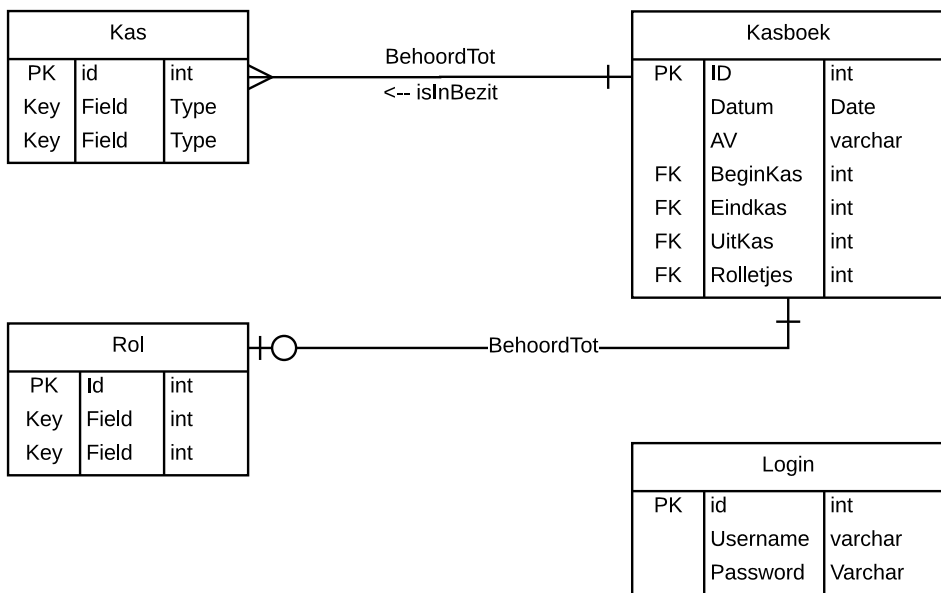 Kas
PK id int
Key Field Type
Key Field Type
BehoordTot
<-- isInBezit
Kasboek
PK ID int
Datum Date
AV varchar
FK BeginKas int
FK Eindkas int
FK UitKas int
FK Rolletjes int
Rol
PK Id int
Key Field int
Key Field int
BehoordTot
Login
PK id int
Username varchar
Password Varchar